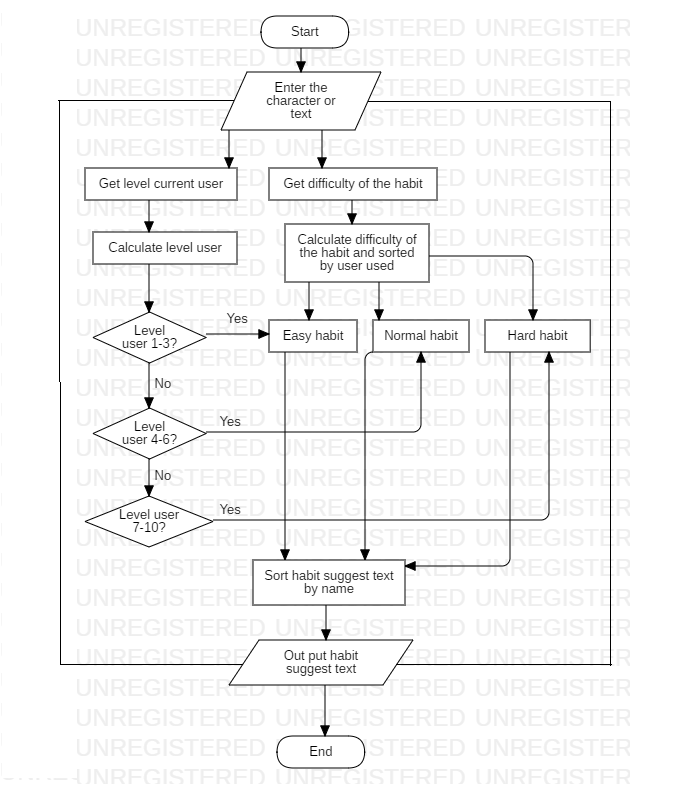 Start
Enter the
character or
text
Get level current user
Get difficulty of the habit
Calculate level user
Calculate difficulty of
the habit and sorted
by user used
Level
user 1-3?
Yes
Easy habit
Normal habit
Hard habit
No
Level
user 4-6?
Yes
No
Level user
7-10?
Yes
Sort habit suggest text
by name
Out put habit
suggest text
End
UNREGISTERED UNREGISTERED UNREGISTER